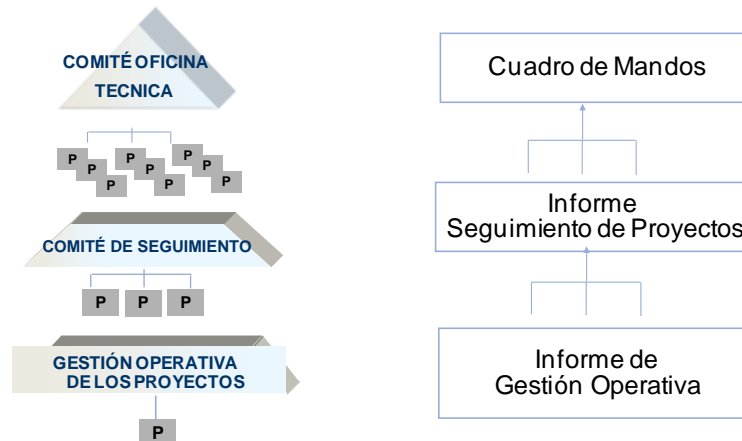 COMITÉ OFICINA
TECNICA
P P P
P P P
P P P
COMITÉ DE SEGUIMIENTO
P P P
GESTIÓN OPERATIVA
DE LOS PROYECTOS
P
Cuadro de Mandos
Informe
Seguimiento de Proyectos
Informe de
Gestión Operativa